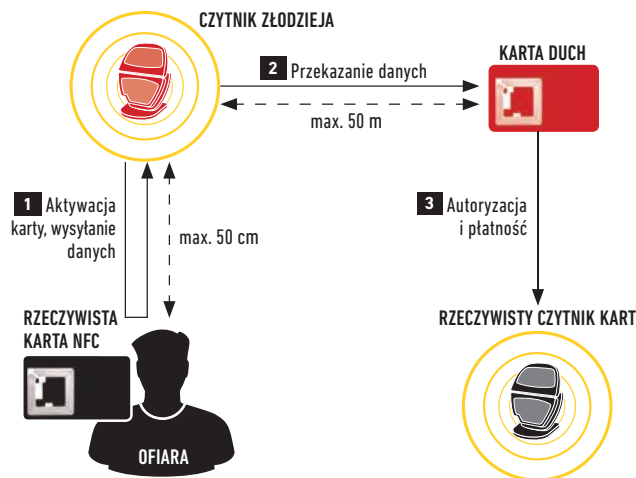 CZYTNIK ZŁODZIEJA
2 Przekazanie danych
max. 50 m
KARTA DUCH
1 Aktywacja
karty, wysyłanie
danych
max. 50 cm
3 Autoryzacja
i płatność
RZECZYWISTA
KARTA NFC
OFIARA
RZECZYWISTY CZYTNIK KART